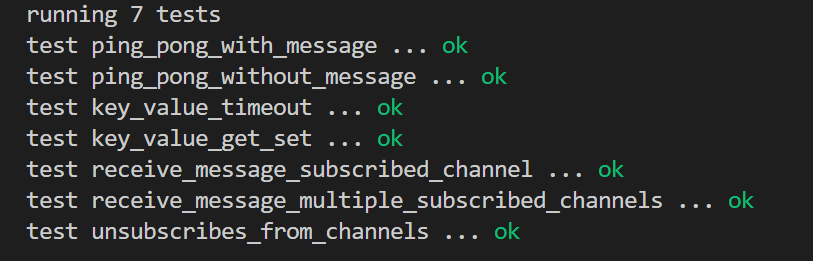 running 7 tests
test ping_pong_with_message ... ok
test ping_pong_without_message ... ok
test key_value_timeout ... ok
test key_value_get_set ... ok
test receive_message_subscribed_channel ... ok
test receive_message_multiple_subscribed_channels ... ok
test unsubscribes_from_channels ... ok